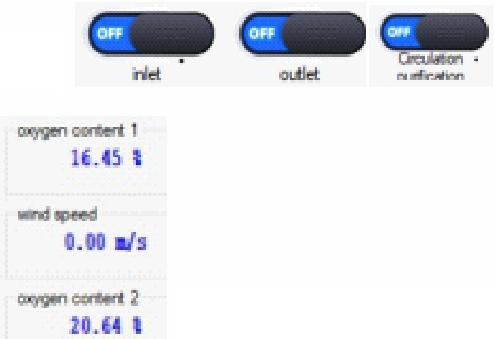 OFF OFF OFF
inlet outlet Circulation
purification
oxygen content 1
16.45 %
wind speed
0.00 m/s
oxygen content 2
20.64 %